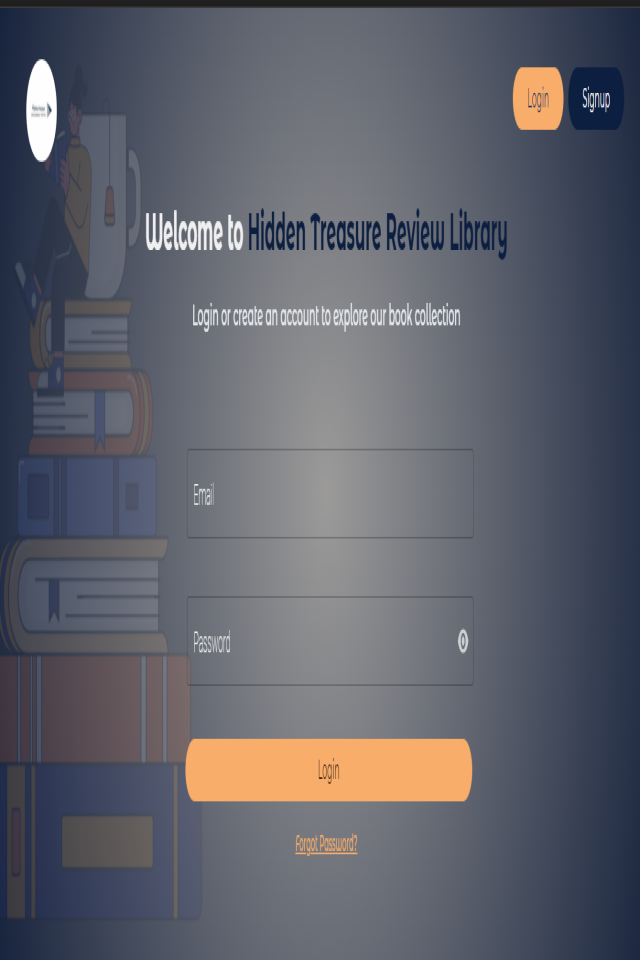 Login
Signup
Welcome to Hidden Treasure Review Library
Login or create an account to explore our book collection
Email
Password
Login
Forgot Password?